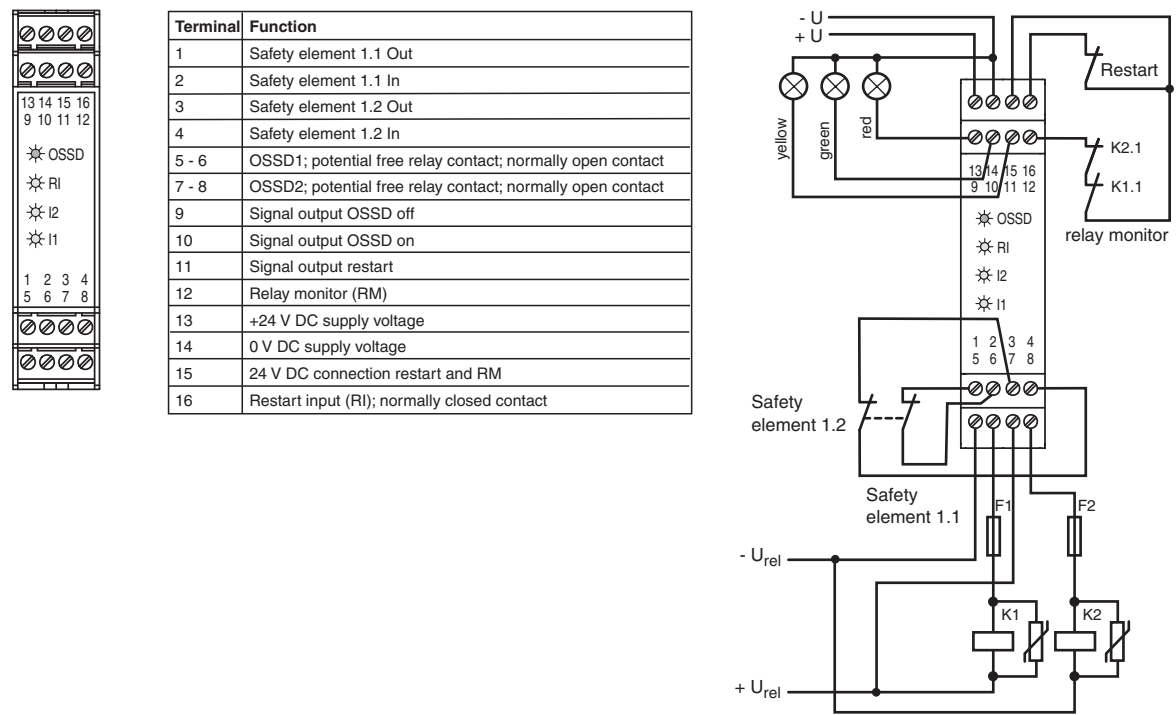 13 14 15 16
9 10 11 12
OSSD
RI
I2
I1
1 2 3 4
5 6 7 8
Terminal Function
1 Safety element 1.1 Out
2 Safety element 1.1 In
3 Safety element 1.2 Out
4 Safety element 1.2 In
5 - 6 OSSD1; potential free relay contact; normally open contact
7 - 8 OSSD2; potential free relay contact; normally open contact
9 Signal output OSSD off
10 Signal output OSSD on
11 Signal output restart
12 Relay monitor (RM)
13 +24 V DC supply voltage
14 0 V DC supply voltage
15 24 V DC connection restart and RM
16 Restart input (RI); normally closed contact
- U
+ U
Restart
yellow
green
red
K2.1
K1.1
relay monitor
13 14 15 16
9 10 11 12
OSSD
RI
I2
I1
1 2 3 4
5 6 7 8
Safety
element 1.2
Safety
element 1.1
F1
F2
- Urel
K1
K2
+ Urel